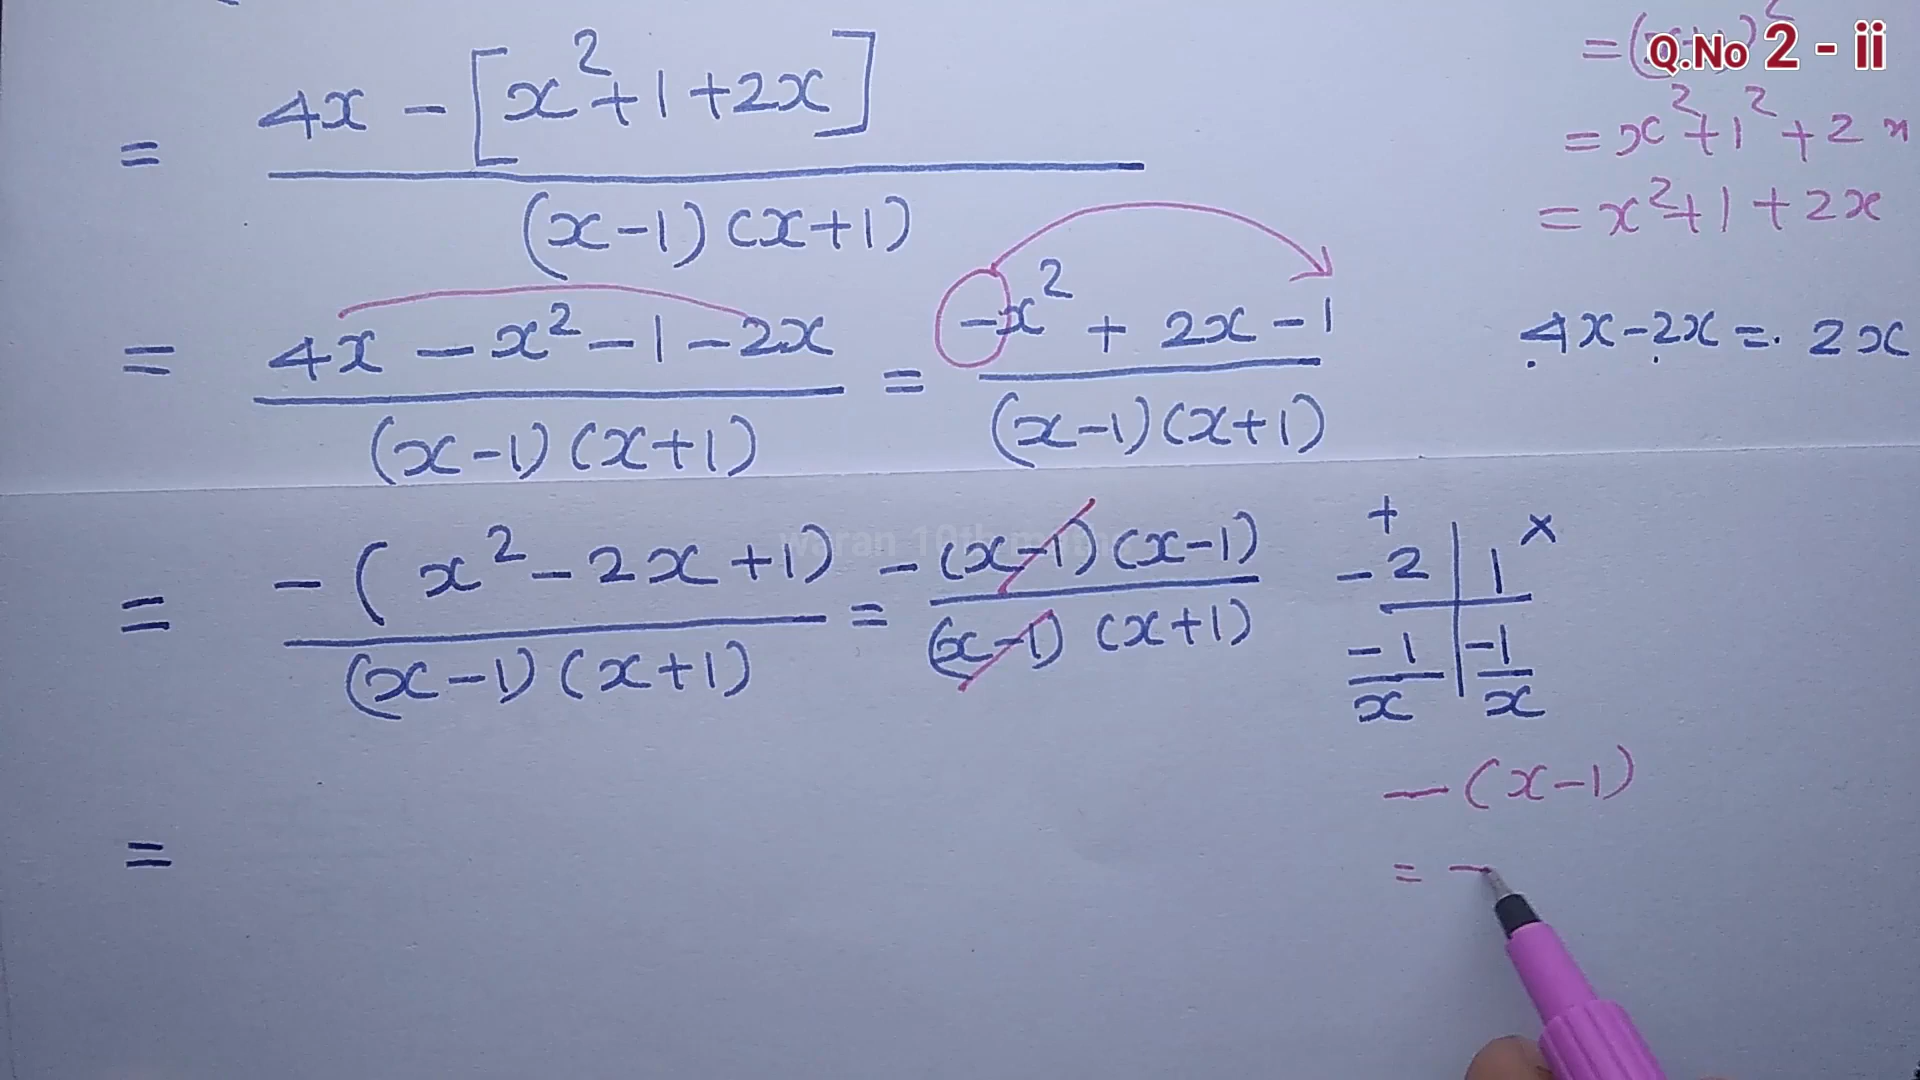 Q.No 2 - ii
= 4x - [x² + 1 + 2x] / (x-1)(x+1)
= x² + 1² + 2
= x² + 1 + 2x
= 4x - x² - 1 - 2x / (x-1)(x+1) = -x² + 2x - 1 / (x-1)(x+1)
4x - 2x = 2x
= -(x² - 2x + 1) / (x-1)(x+1) = -(x-1)(x-1) / (x-1)(x+1)
+ ×
-2 | 1
-1/x | -1/x
- (x-1)
= -
=